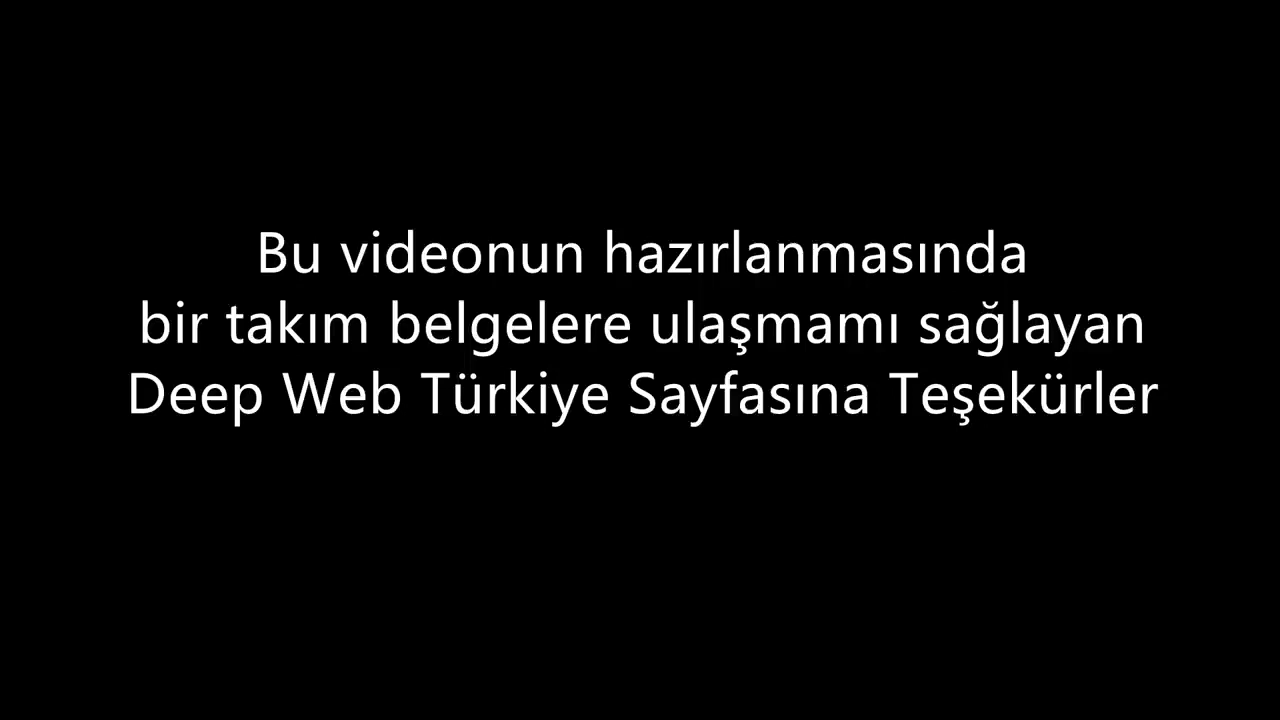 Bu videonun hazırlanmasında
bir takım belgelere ulaşmamı sağlayan
Deep Web Türkiye Sayfasına Teşekürler